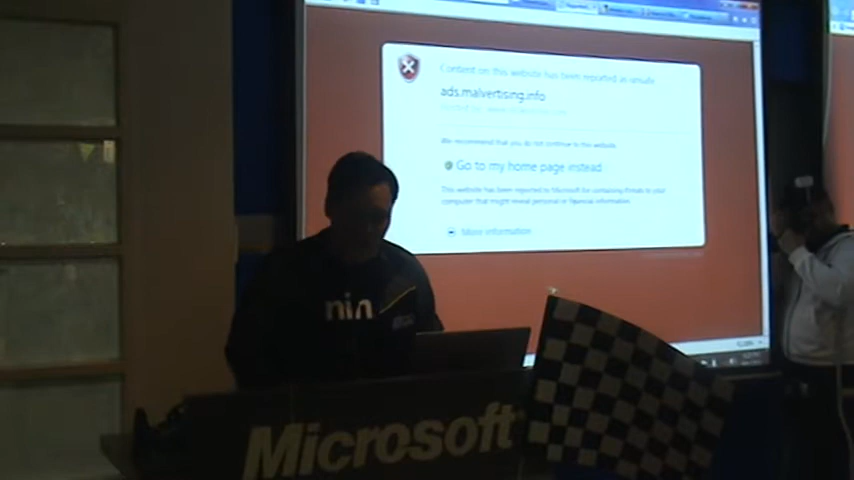 Content on this website has been reported as unsafe
ads.malvertising.info
We recommend that you do not continue to this website.
Go to my home page instead
This website has been reported to Microsoft for containing threats to your
computer that might reveal personal or financial information.
More information
nin
Microsoft